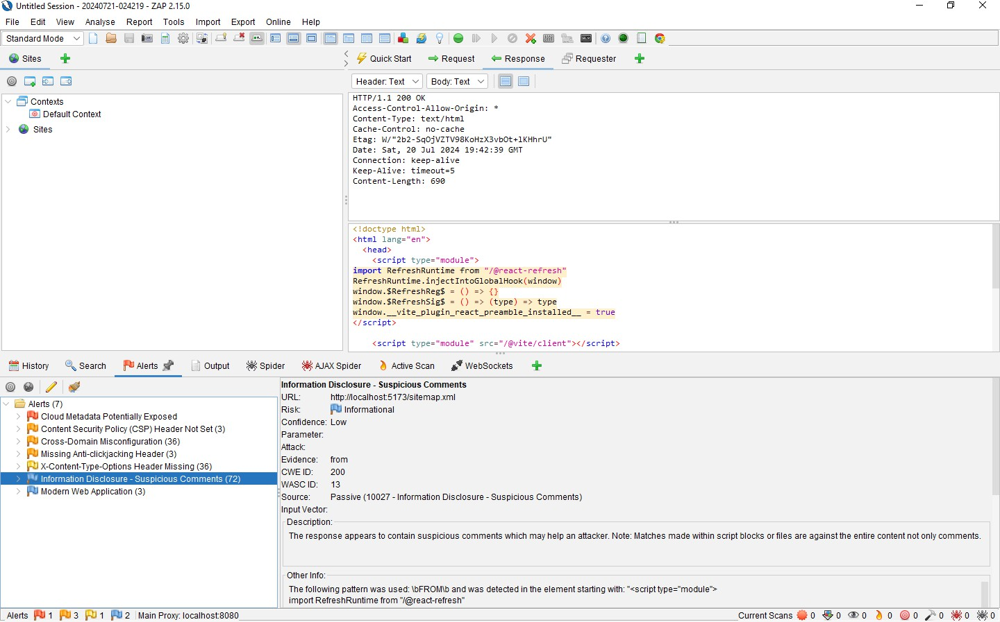 Untitled Session - 20240721-024219 - ZAP 2.15.0
File Edit View Analyse Report Tools Import Export Online Help
Standard Mode
Sites
Quick Start Request Response Requester
Header: Text Body: Text
Contexts
Default Context
Sites
HTTP/1.1 200 OK
Access-Control-Allow-Origin: *
Content-Type: text/html
Cache-Control: no-cache
Etag: W/"2b2-SqOjVZTV98KoHzX3vbOt+lKHhrU"
Date: Sat, 20 Jul 2024 19:42:39 GMT
Connection: keep-alive
Keep-Alive: timeout=5
Content-Length: 690
<!doctype html>
<html lang="en">
<head>
<script type="module">
import RefreshRuntime from "/@react-refresh"
RefreshRuntime.injectIntoGlobalHook(window)
window.$RefreshReg$ = () => {}
window.$RefreshSig$ = () => (type) => type
window.__vite_plugin_react_preamble_installed__ = true
</script>
<script type="module" src="/@vite/client"></script>
History Search Alerts Output Spider AJAX Spider Active Scan WebSockets
Alerts (7)
Cloud Metadata Potentially Exposed
Content Security Policy (CSP) Header Not Set (3)
Cross-Domain Misconfiguration (36)
Missing Anti-clickjacking Header (3)
X-Content-Type-Options Header Missing (36)
Information Disclosure - Suspicious Comments (72)
Modern Web Application (3)
Information Disclosure - Suspicious Comments
URL: http://localhost:5173/sitemap.xml
Risk: Informational
Confidence: Low
Parameter:
Attack:
Evidence: from
CWE ID: 200
WASC ID: 13
Source: Passive (10027 - Information Disclosure - Suspicious Comments)
Input Vector:
Description:
The response appears to contain suspicious comments which may help an attacker. Note: Matches made within script blocks or files are against the entire content not only comments.
Other Info:
The following pattern was used: \bFROM\b and was detected in the element starting with: "<script type="module">
import RefreshRuntime from "/@react-refresh"
Alerts 1 3 1 2 Main Proxy: localhost:8080 Current Scans 0 0 0 0 0 0 0 0